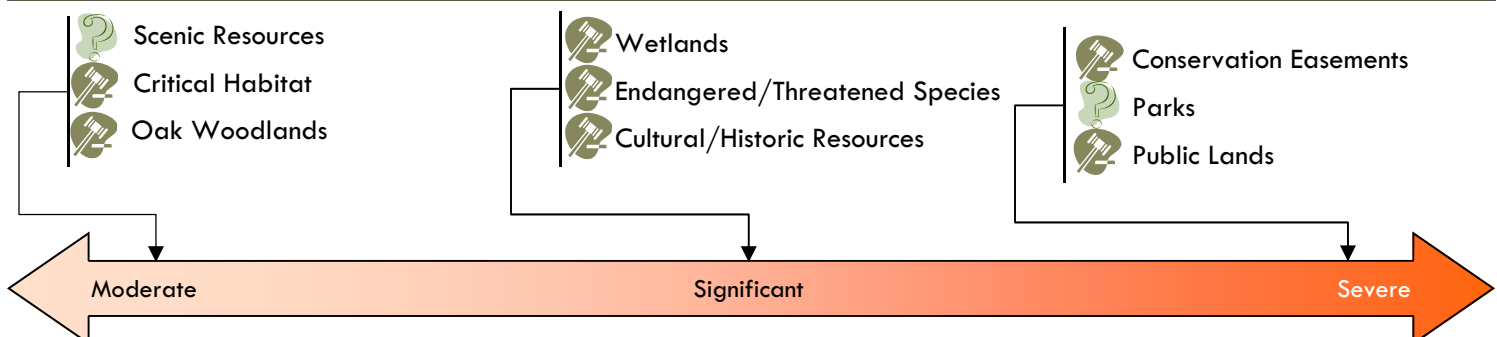 Scenic Resources
Critical Habitat
Oak Woodlands
Wetlands
Endangered/Threatened Species
Cultural/Historic Resources
Conservation Easements
Parks
Public Lands
Moderate
Significant
Severe